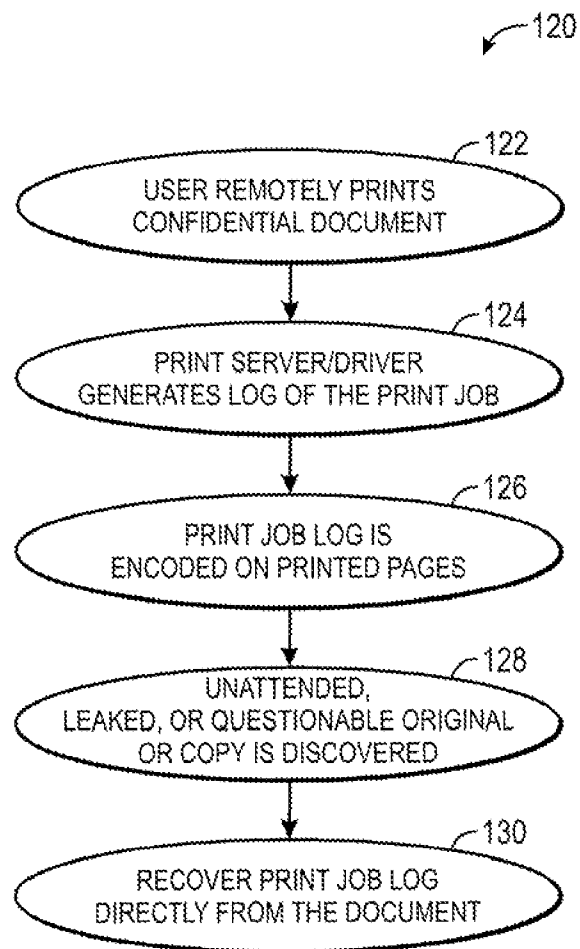 120
122
USER REMOTELY PRINTS
CONFIDENTIAL DOCUMENT
124
PRINT SERVER/DRIVER
GENERATES LOG OF THE PRINT JOB
126
PRINT JOB LOG IS
ENCODED ON PRINTED PAGES
128
UNATTENDED,
LEAKED, OR QUESTIONABLE ORIGINAL
OR COPY IS DISCOVERED
130
RECOVER PRINT JOB LOG
DIRECTLY FROM THE DOCUMENT